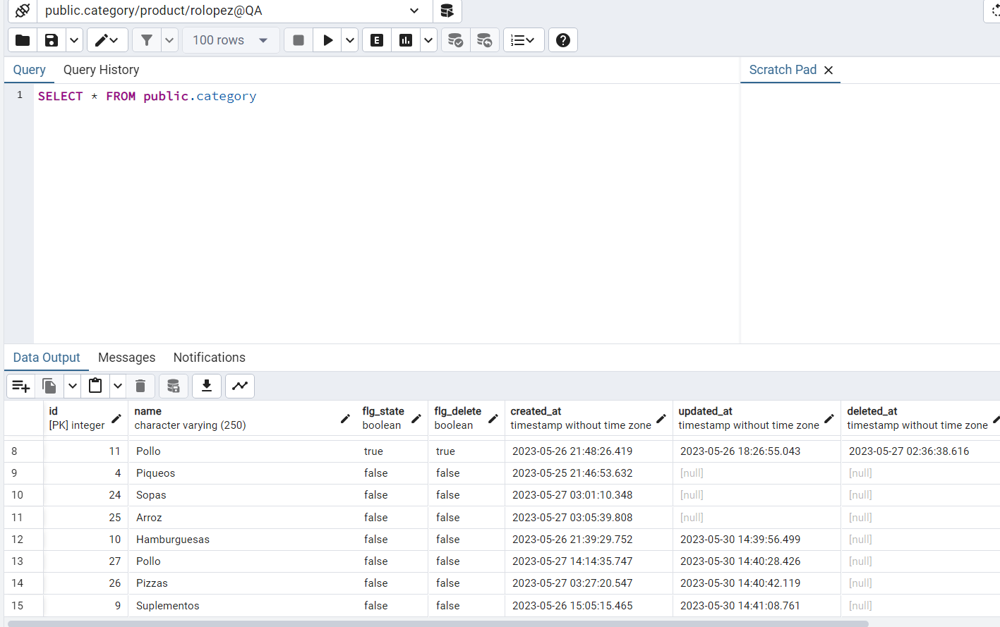 public.category/product/rolopez@QA
100 rows
E
Query Query History Scratch Pad
1 SELECT * FROM public.category
Data Output Messages Notifications
id name flg_state flg_delete created_at updated_at deleted_at
[PK] integer character varying (250) boolean boolean timestamp without time zone timestamp without time zone timestamp without time zone
8 11 Pollo true true 2023-05-26 21:48:26.419 2023-05-26 18:26:55.043 2023-05-27 02:36:38.616
9 4 Piqueos false false 2023-05-25 21:46:53.632 [null] [null]
10 24 Sopas false false 2023-05-27 03:01:10.348 [null] [null]
11 25 Arroz false false 2023-05-27 03:05:39.808 [null] [null]
12 10 Hamburguesas false false 2023-05-26 21:39:29.752 2023-05-30 14:39:56.499 [null]
13 27 Pollo false false 2023-05-27 14:14:35.747 2023-05-30 14:40:28.426 [null]
14 26 Pizzas false false 2023-05-27 03:27:20.547 2023-05-30 14:40:42.119 [null]
15 9 Suplementos false false 2023-05-26 15:05:15.465 2023-05-30 14:41:08.761 [null]